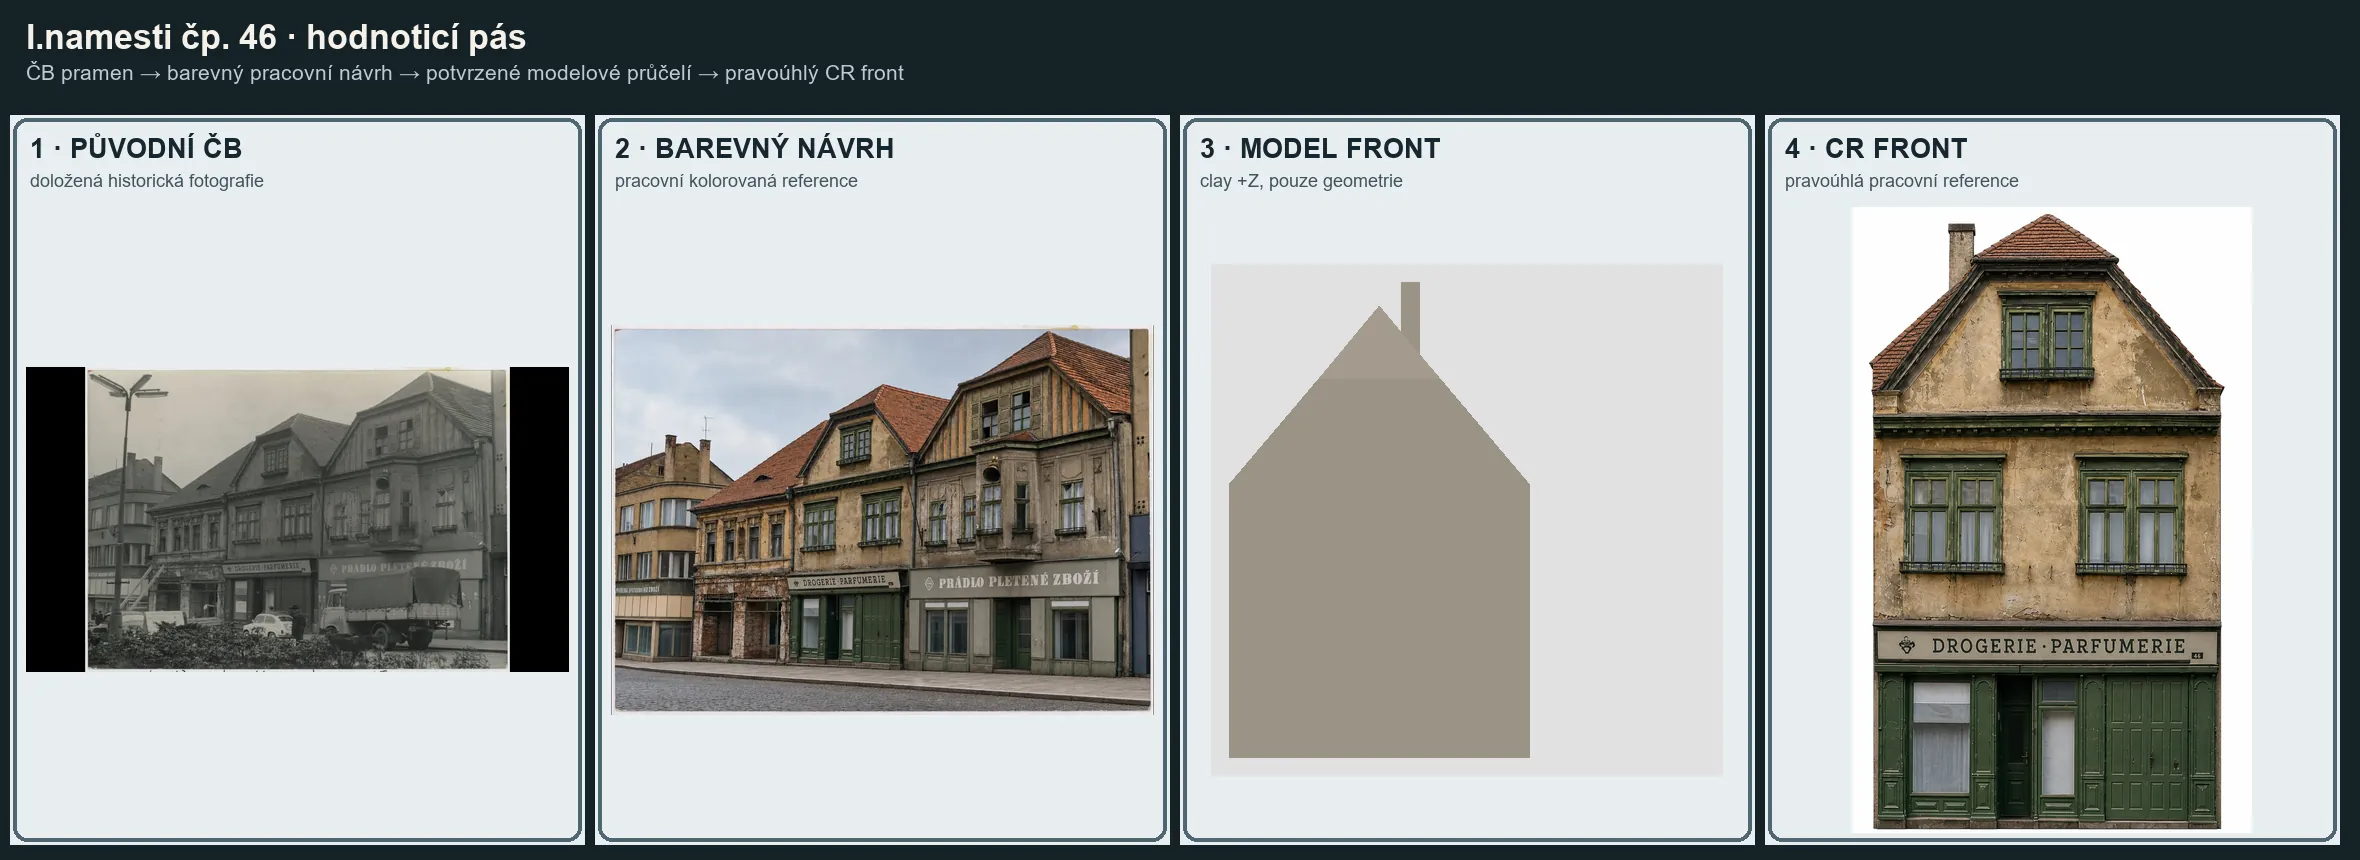 I.namesti čp. 46 · hodnoticí pás
ČB pramen → barevný pracovní návrh → potvrzené modelové průčelí → pravoúhlý CR front
1 · PŮVODNÍ ČB
doložená historická fotografie
DROGERIE·PARFUMERIE
PRÁDLO PLETENÉ ZBOŽÍ
2 · BAREVNÝ NÁVRH
pracovní kolorovaná reference
DROGERIE·PARFUMERIE
PRÁDLO PLETENÉ ZBOŽÍ
3 · MODEL FRONT
clay +Z, pouze geometrie
4 · CR FRONT
pravoúhlá pracovní reference
DROGERIE·PARFUMERIE
46